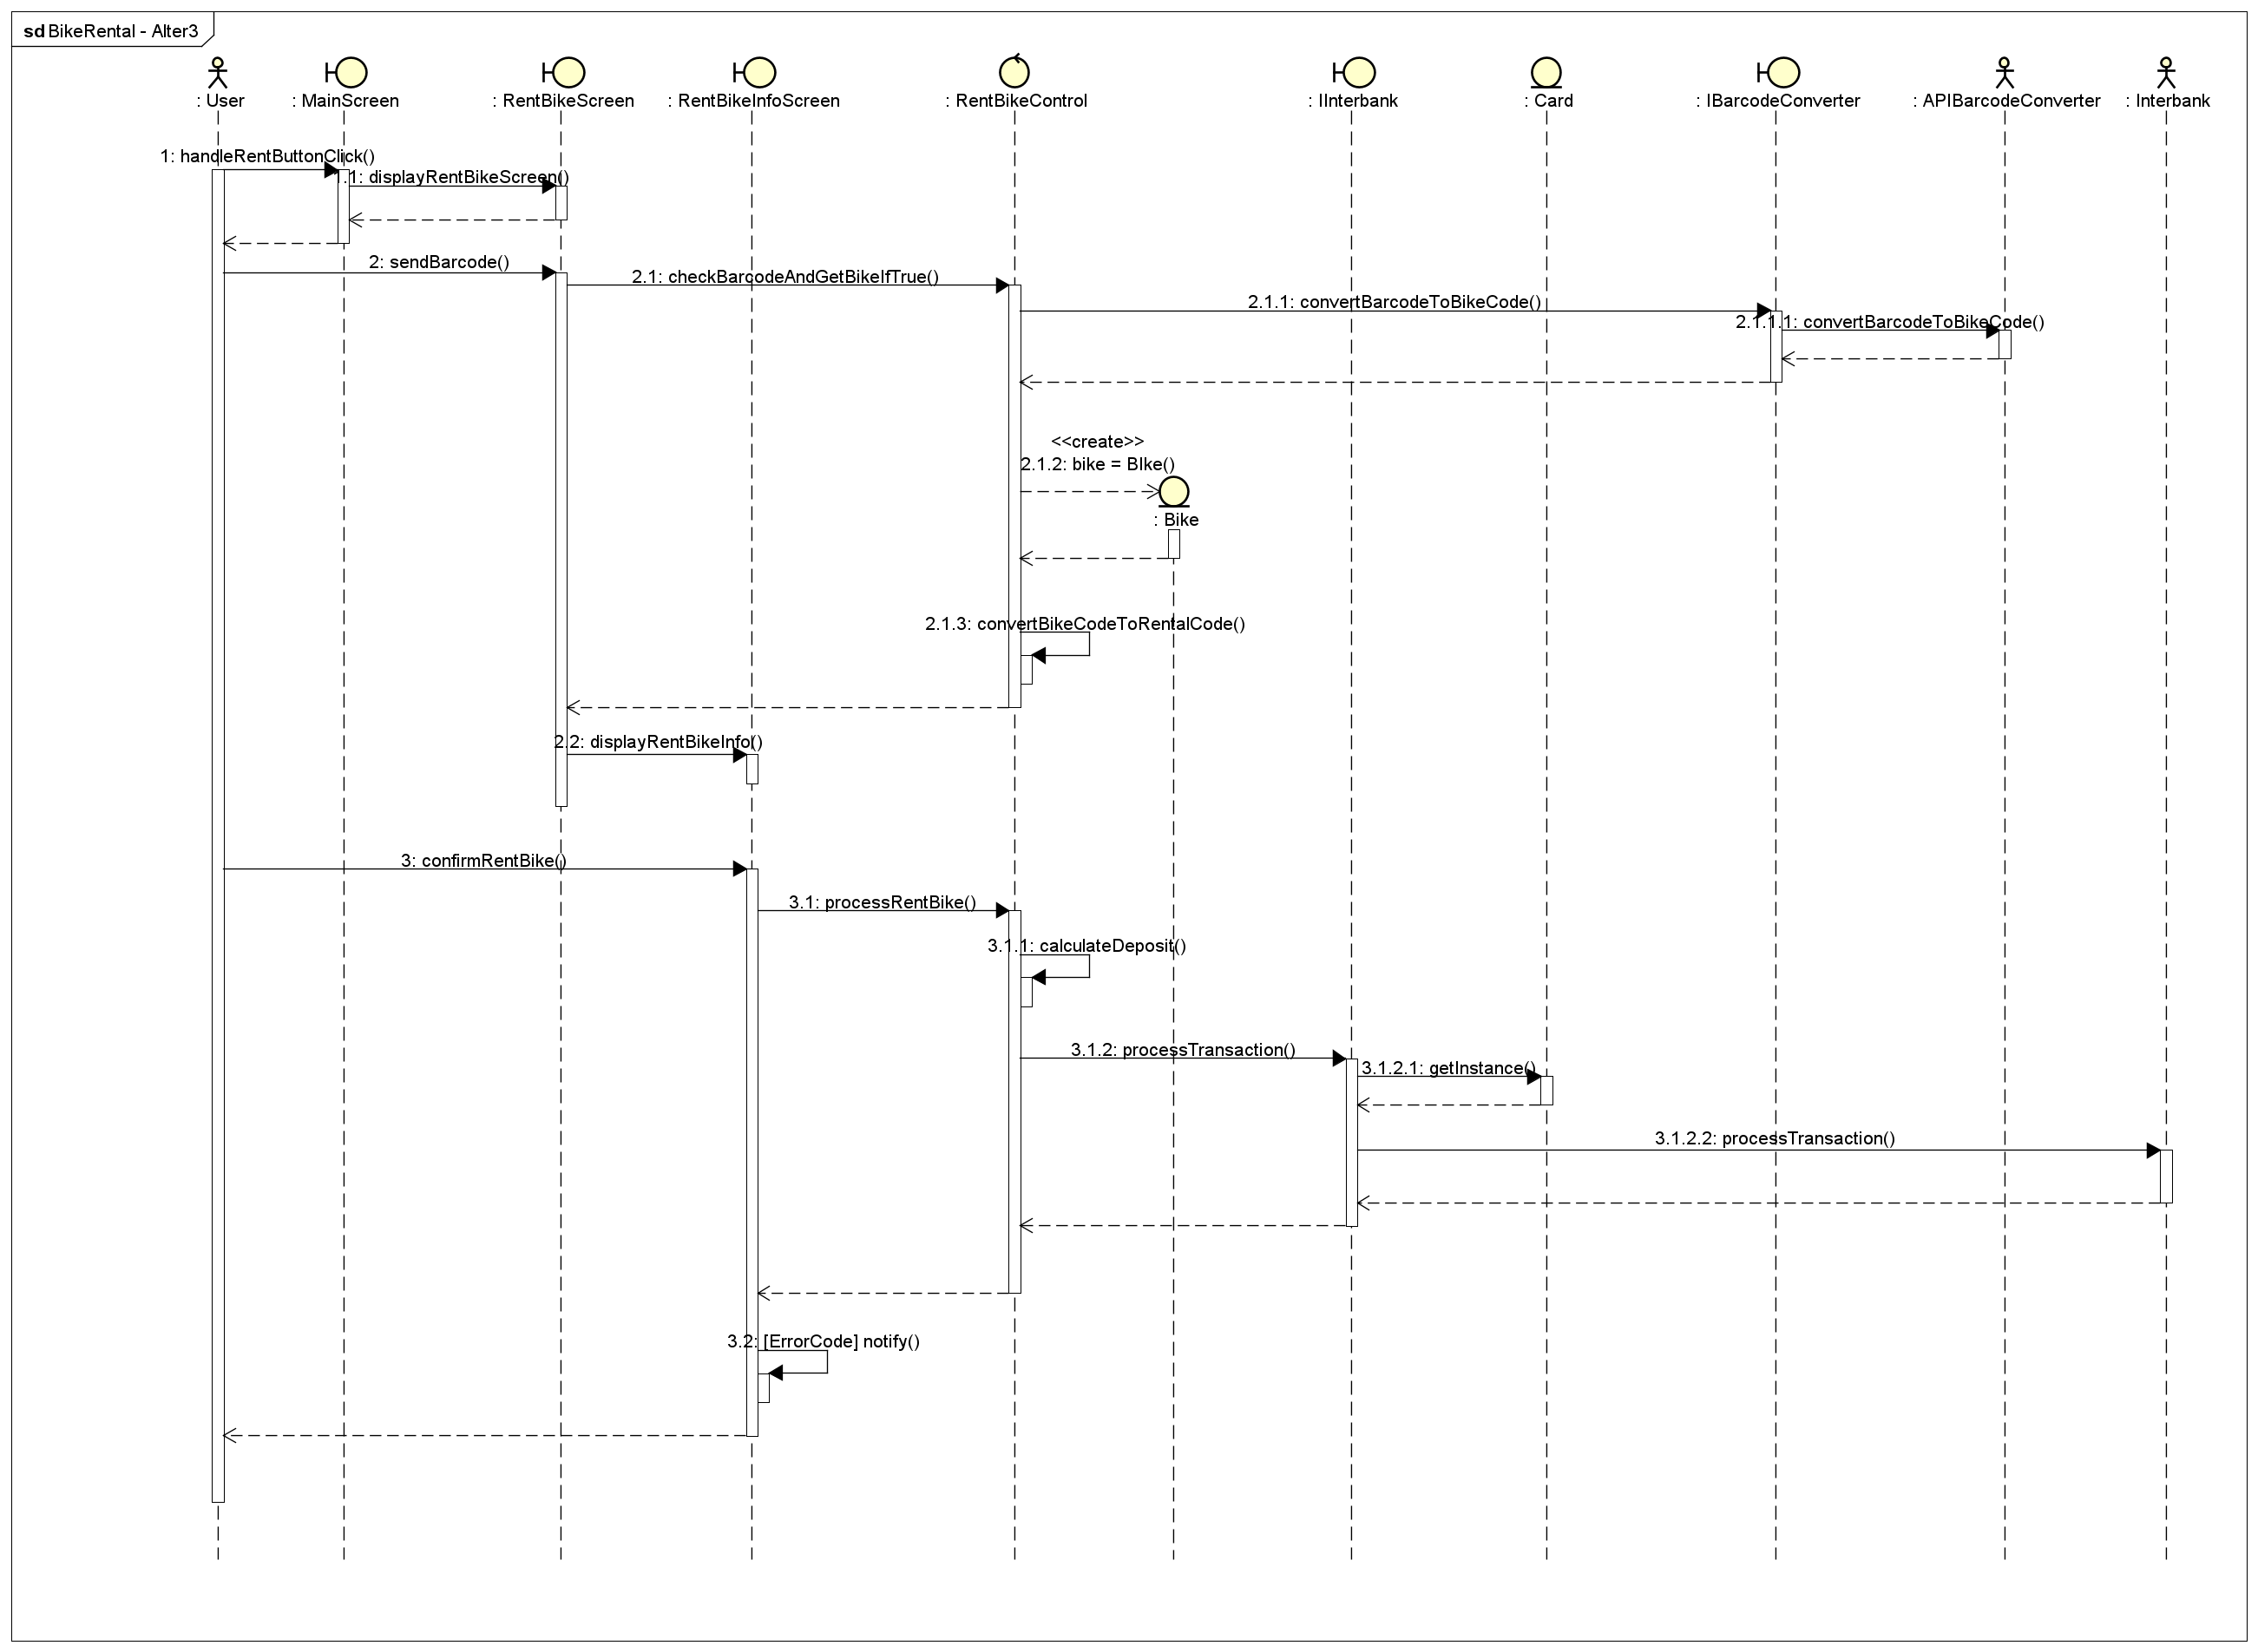 sd BikeRental - Alter3
: User
: MainScreen
: RentBikeScreen
: RentBikeInfoScreen
: RentBikeControl
: IInterbank
: Card
: IBarcodeConverter
: APIBarcodeConverter
: Interbank
1: handleRentButtonClick()
1.1: displayRentBikeScreen()
2: sendBarcode()
2.1: checkBarcodeAndGetBikeIfTrue()
2.1.1: convertBarcodeToBikeCode()
2.1.1.1: convertBarcodeToBikeCode()
<<create>>
2.1.2: bike = BIke()
: Bike
2.1.3: convertBikeCodeToRentalCode()
2.2: displayRentBikeInfo()
3: confirmRentBike()
3.1: processRentBike()
3.1.1: calculateDeposit()
3.1.2: processTransaction()
3.1.2.1: getInstance()
3.1.2.2: processTransaction()
3.2: [ErrorCode] notify()